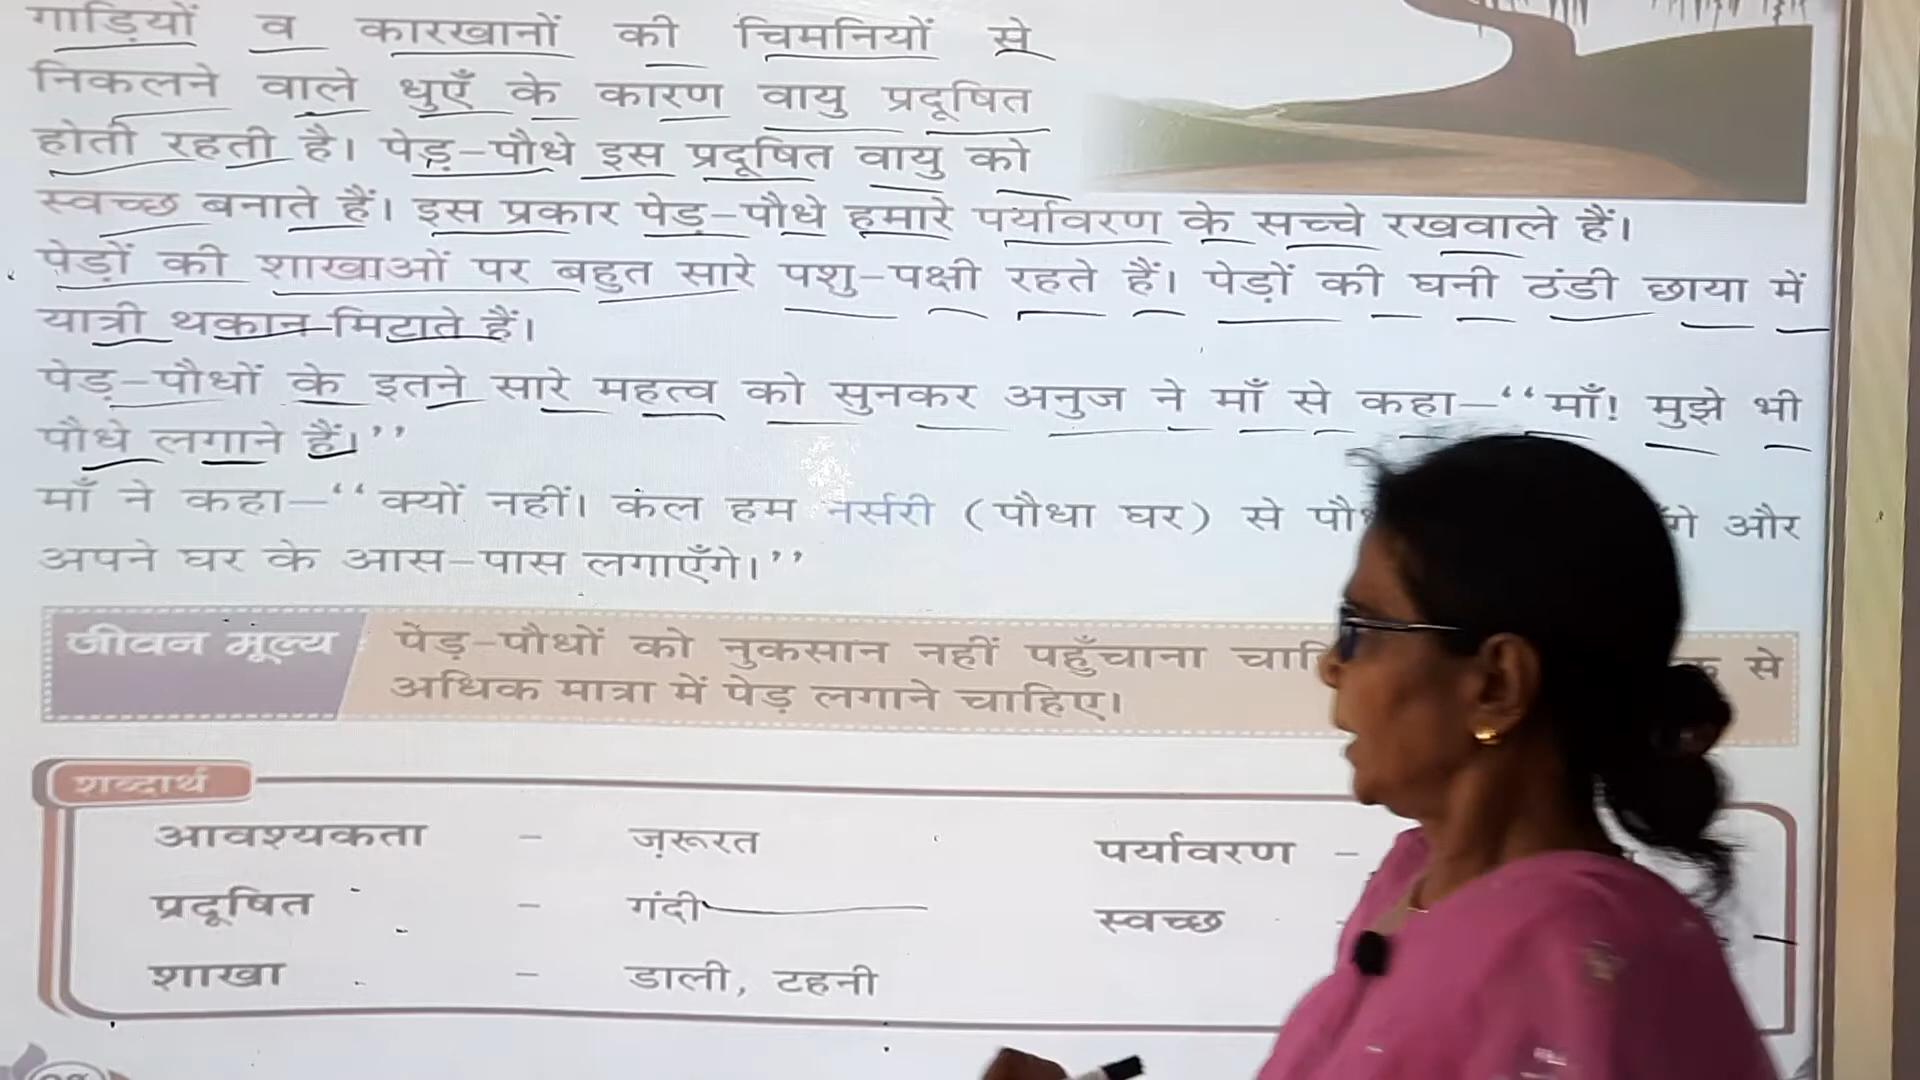 गाड़ियों व कारखानों की चिमनियों से
निकलने वाले धुएँ के कारण वायु प्रदूषित
होती रहती है। पेड़-पौधे इस प्रदूषित वायु को
स्वच्छ बनाते हैं। इस प्रकार पेड़-पौधे हमारे पर्यावरण के सच्चे रखवाले हैं।
पेड़ों की शाखाओं पर बहुत सारे पशु-पक्षी रहते हैं। पेड़ों की घनी ठंडी छाया में
यात्री थकान मिटाते हैं।
पेड़-पौधों के इतने सारे महत्व को सुनकर अनुज ने माँ से कहा-‘‘माँ! मुझे भी
पौधे लगाने हैं।’’
माँ ने कहा-‘‘क्यों नहीं। कल हम नर्सरी (पौधा घर) से और
अपने घर के आस-पास लगाएँगे।’’
जीवन मूल्य
पेड़-पौधों को नुकसान नहीं पहुँचाना से
अधिक मात्रा में पेड़ लगाने चाहिए।
शब्दार्थ
आवश्यकता - ज़रूरत पर्यावरण -
प्रदूषित - गंदी स्वच्छ -
शाखा - डाली, टहनी